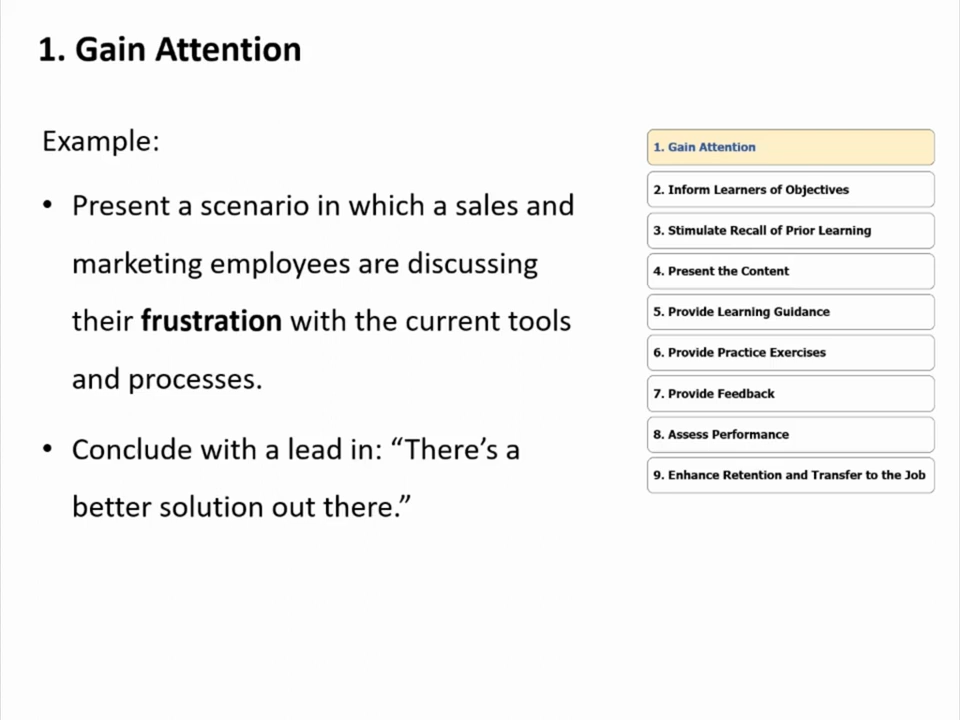 1. Gain Attention
Example:
• Present a scenario in which a sales and
marketing employees are discussing
their frustration with the current tools
and processes.
• Conclude with a lead in: “There’s a
better solution out there.”
1. Gain Attention
2. Inform Learners of Objectives
3. Stimulate Recall of Prior Learning
4. Present the Content
5. Provide Learning Guidance
6. Provide Practice Exercises
7. Provide Feedback
8. Assess Performance
9. Enhance Retention and Transfer to the Job